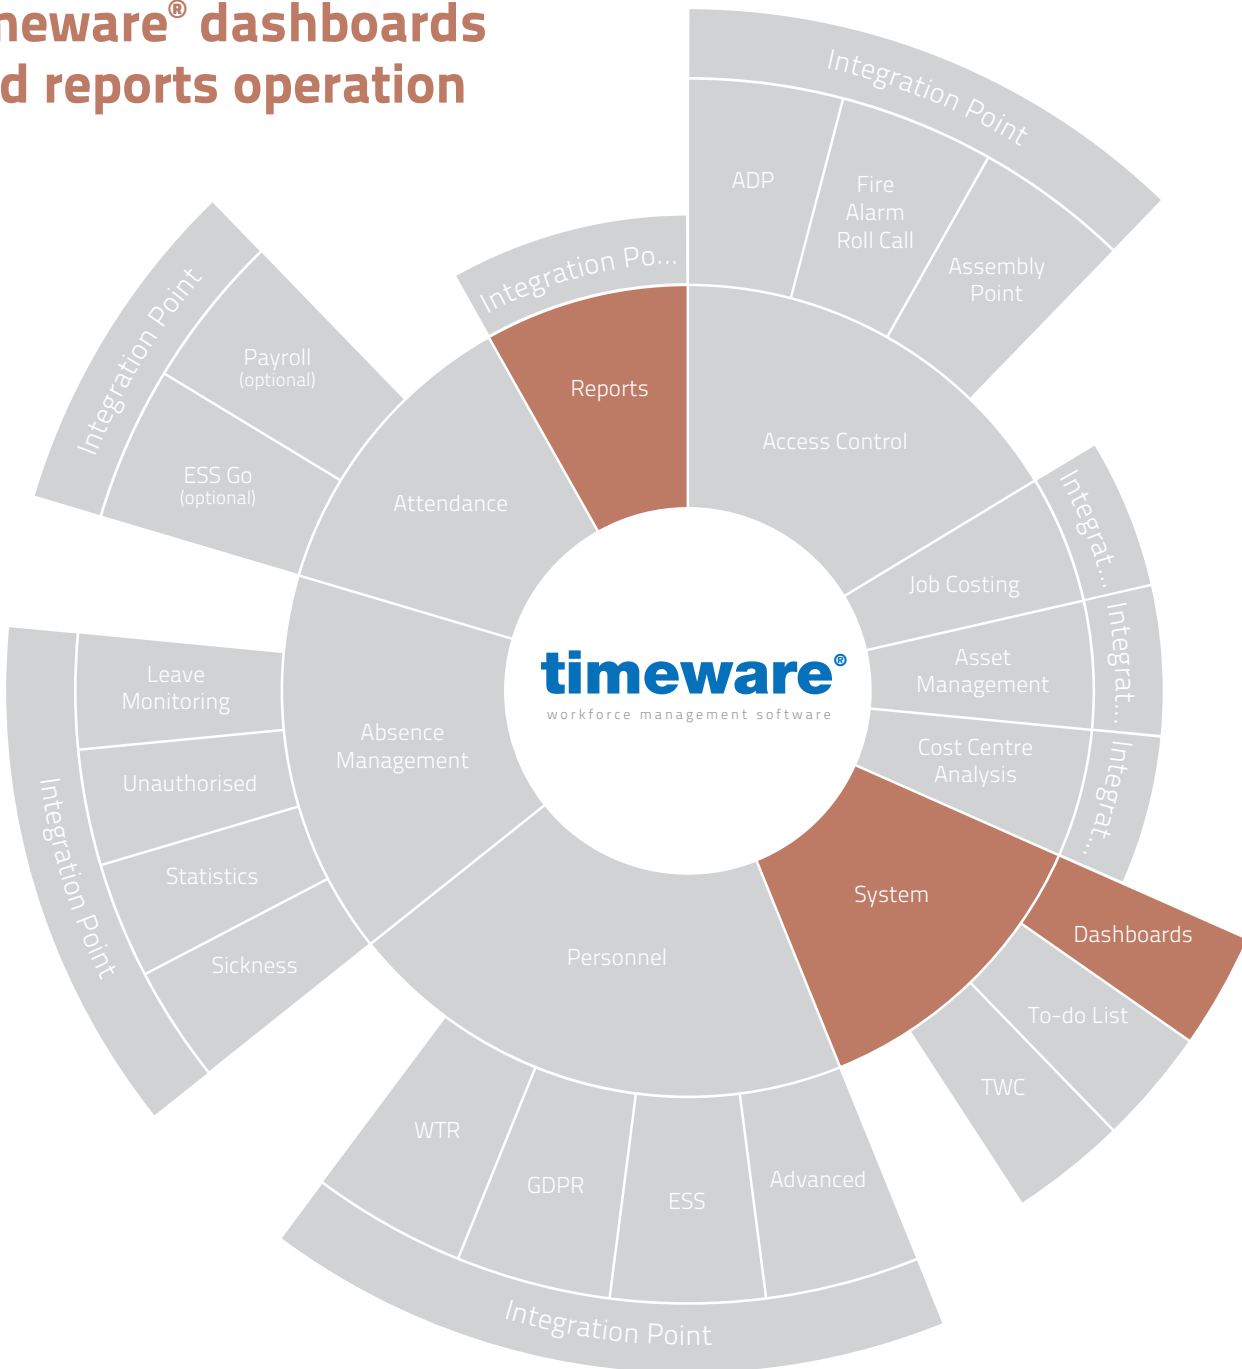 neware® dashboards
d reports operation
Integration Point
ADP
Fire
Alarm
Roll Call
Assembly
Point
Integration Po...
Reports
Access Control
Integration Point
Payroll
(optional)
ESS Go
(optional)
Attendance
Integrat...
Job Costing
Integrat...
Asset
Management
Integrat...
Cost Centre
Analysis
timeware®
workforce management software
Absence
Management
Leave
Monitoring
Unauthorised
Statistics
Sickness
Integration Point
System
Dashboards
To-do List
TWC
Personnel
WTR
GDPR
ESS
Advanced
Integration Point